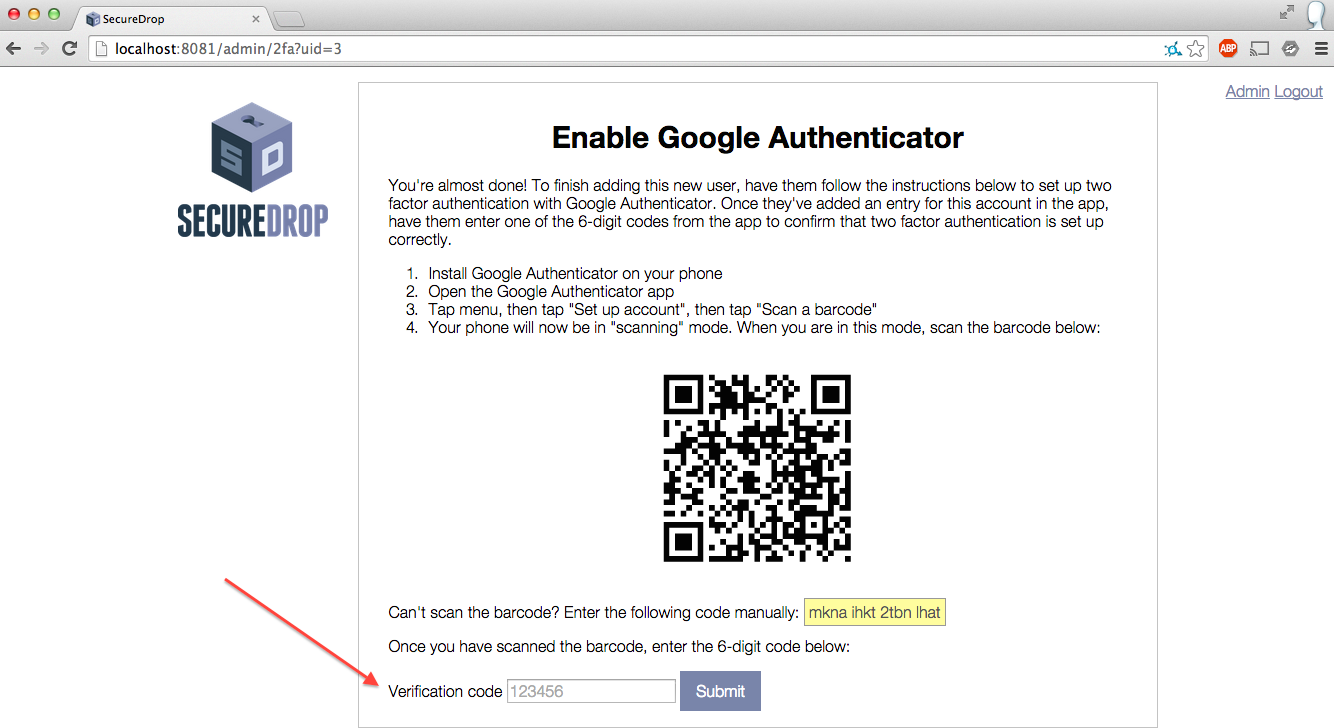 SecureDrop
localhost:8081/admin/2fa?uid=3
ABP
Admin Logout
S D
SECUREDROP
Enable Google Authenticator
You're almost done! To finish adding this new user, have them follow the instructions below to set up two
factor authentication with Google Authenticator. Once they've added an entry for this account in the app,
have them enter one of the 6-digit codes from the app to confirm that two factor authentication is set up
correctly.
1. Install Google Authenticator on your phone
2. Open the Google Authenticator app
3. Tap menu, then tap "Set up account", then tap "Scan a barcode"
4. Your phone will now be in "scanning" mode. When you are in this mode, scan the barcode below:
Can't scan the barcode? Enter the following code manually: mkna ihkt 2tbn lhat
Once you have scanned the barcode, enter the 6-digit code below:
Verification code 123456 Submit